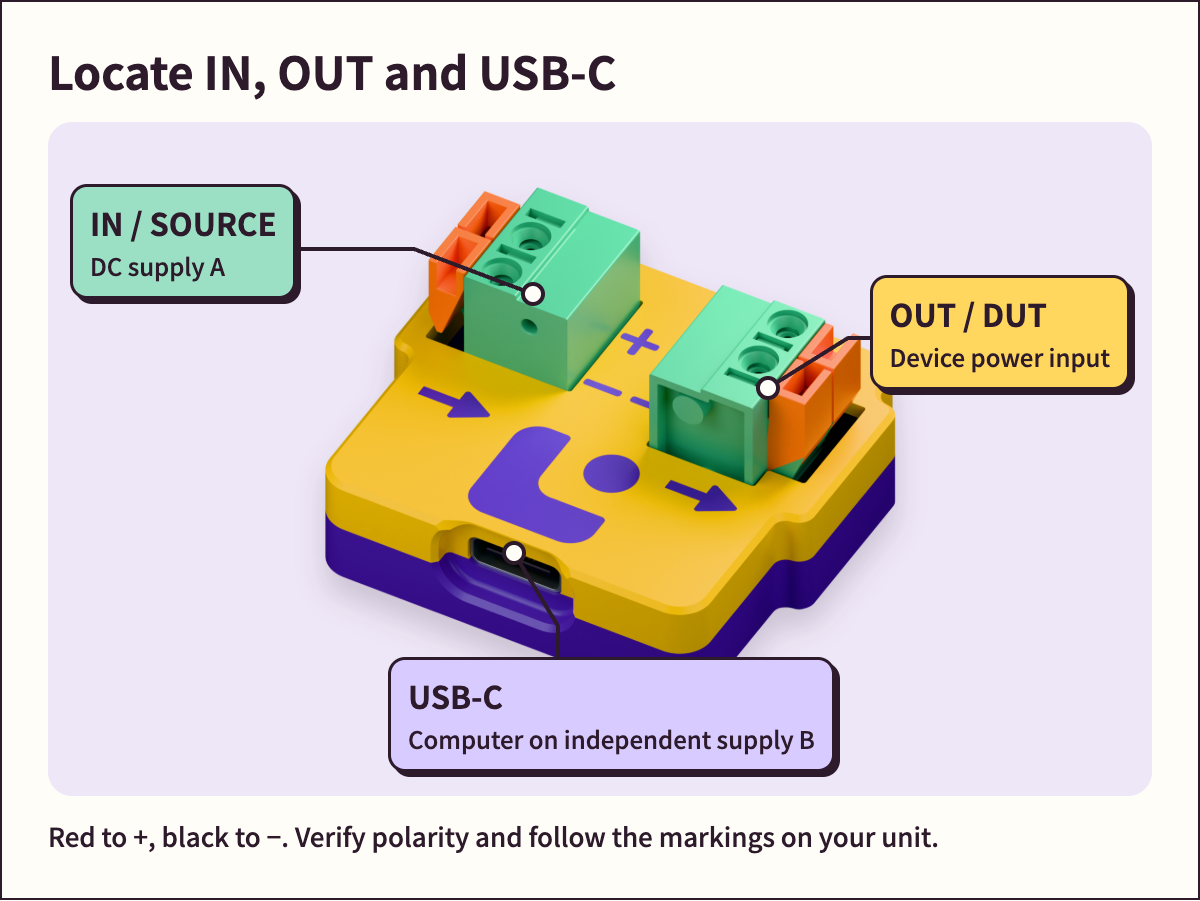 Locate IN, OUT and USB-C
IN / SOURCE
DC supply A
OUT / DUT
Device power input
+
−
−
USB-C
Computer on independent supply B
Red to +, black to −. Verify polarity and follow the markings on your unit.